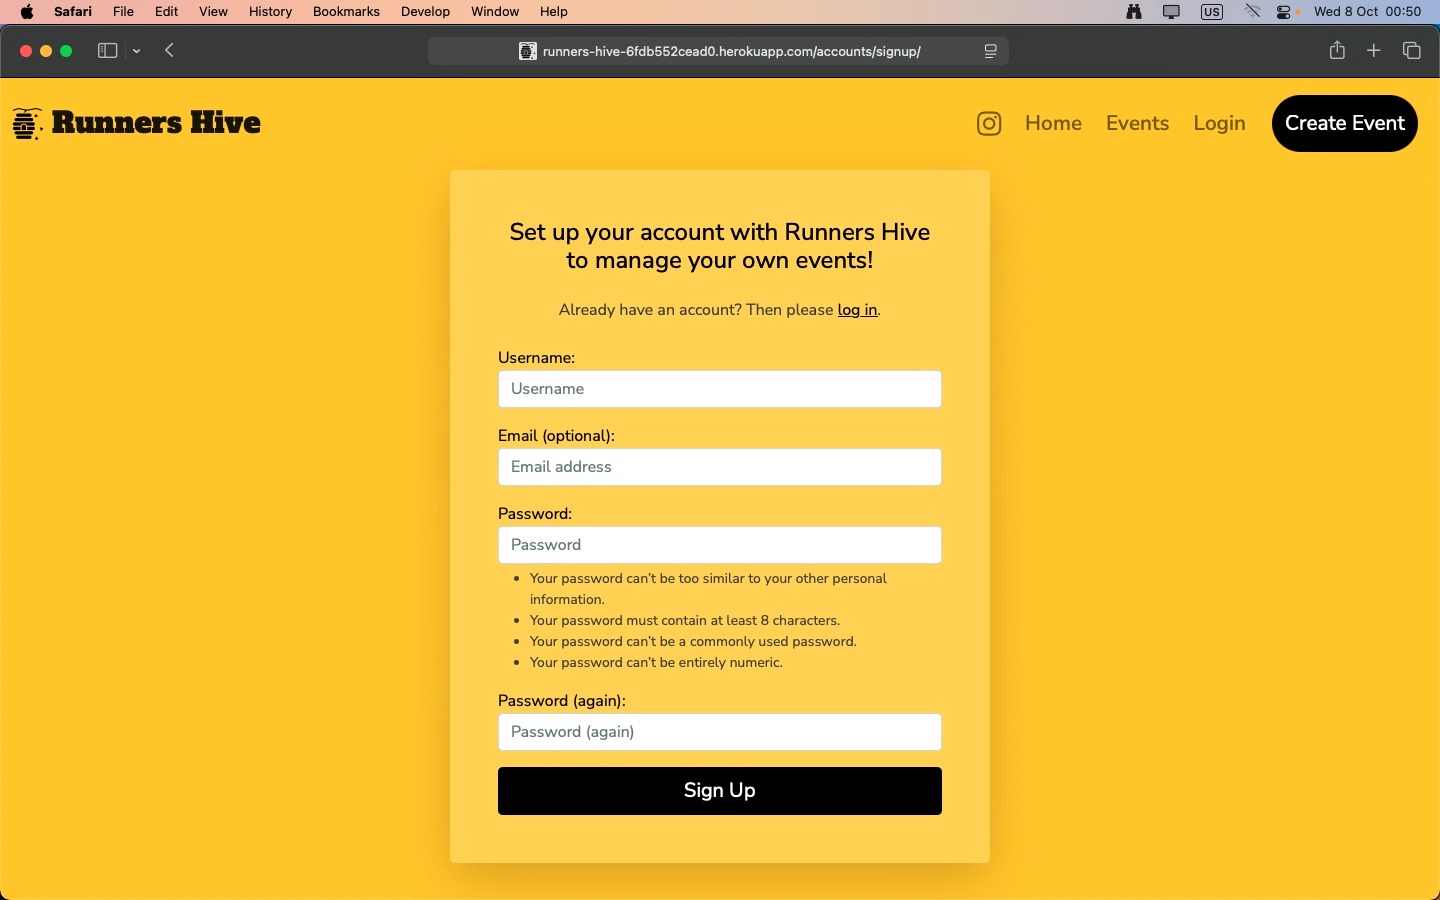 Safari File Edit View History Bookmarks Develop Window Help US Wed 8 Oct 00:50
runners-hive-6fdb552cead0.herokuapp.com/accounts/signup/
Runners Hive Home Events Login Create Event
Set up your account with Runners Hive
to manage your own events!
Already have an account? Then please log in.
Username:
Username
Email (optional):
Email address
Password:
Password
• Your password can't be too similar to your other personal
information.
• Your password must contain at least 8 characters.
• Your password can't be a commonly used password.
• Your password can't be entirely numeric.
Password (again):
Password (again)
Sign Up